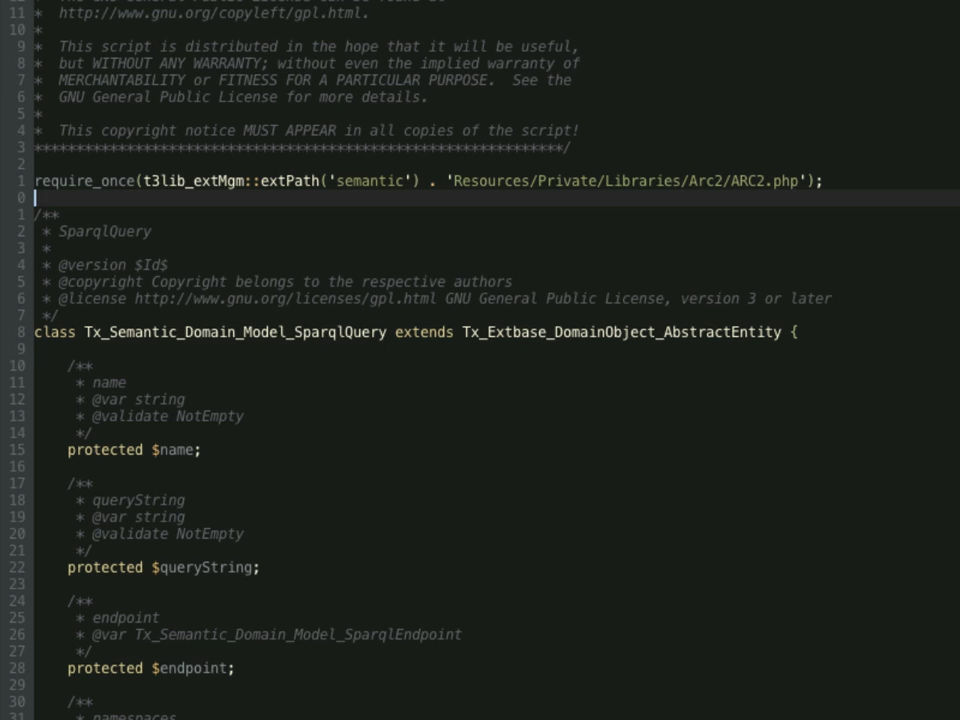 11 *  http://www.gnu.org/copyleft/gpl.html.
10 *
9 *  This script is distributed in the hope that it will be useful,
8 *  but WITHOUT ANY WARRANTY; without even the implied warranty of
7 *  MERCHANTABILITY or FITNESS FOR A PARTICULAR PURPOSE.  See the
6 *  GNU General Public License for more details.
5 *
4 *  This copyright notice MUST APPEAR in all copies of the script!
3 ***************************************************************/
2
1 require_once(t3lib_extMgm::extPath('semantic') . 'Resources/Private/Libraries/Arc2/ARC2.php');
0
1 /**
2  * SparqlQuery
3  *
4  * @version $Id$
5  * @copyright Copyright belongs to the respective authors
6  * @license http://www.gnu.org/licenses/gpl.html GNU General Public License, version 3 or later
7  */
8 class Tx_Semantic_Domain_Model_SparqlQuery extends Tx_Extbase_DomainObject_AbstractEntity {
9
10     /**
11      * name
12      * @var string
13      * @validate NotEmpty
14      */
15     protected $name;
16
17     /**
18      * queryString
19      * @var string
20      * @validate NotEmpty
21      */
22     protected $queryString;
23
24     /**
25      * endpoint
26      * @var Tx_Semantic_Domain_Model_SparqlEndpoint
27      */
28     protected $endpoint;
29
30     /**
31      * namespaces